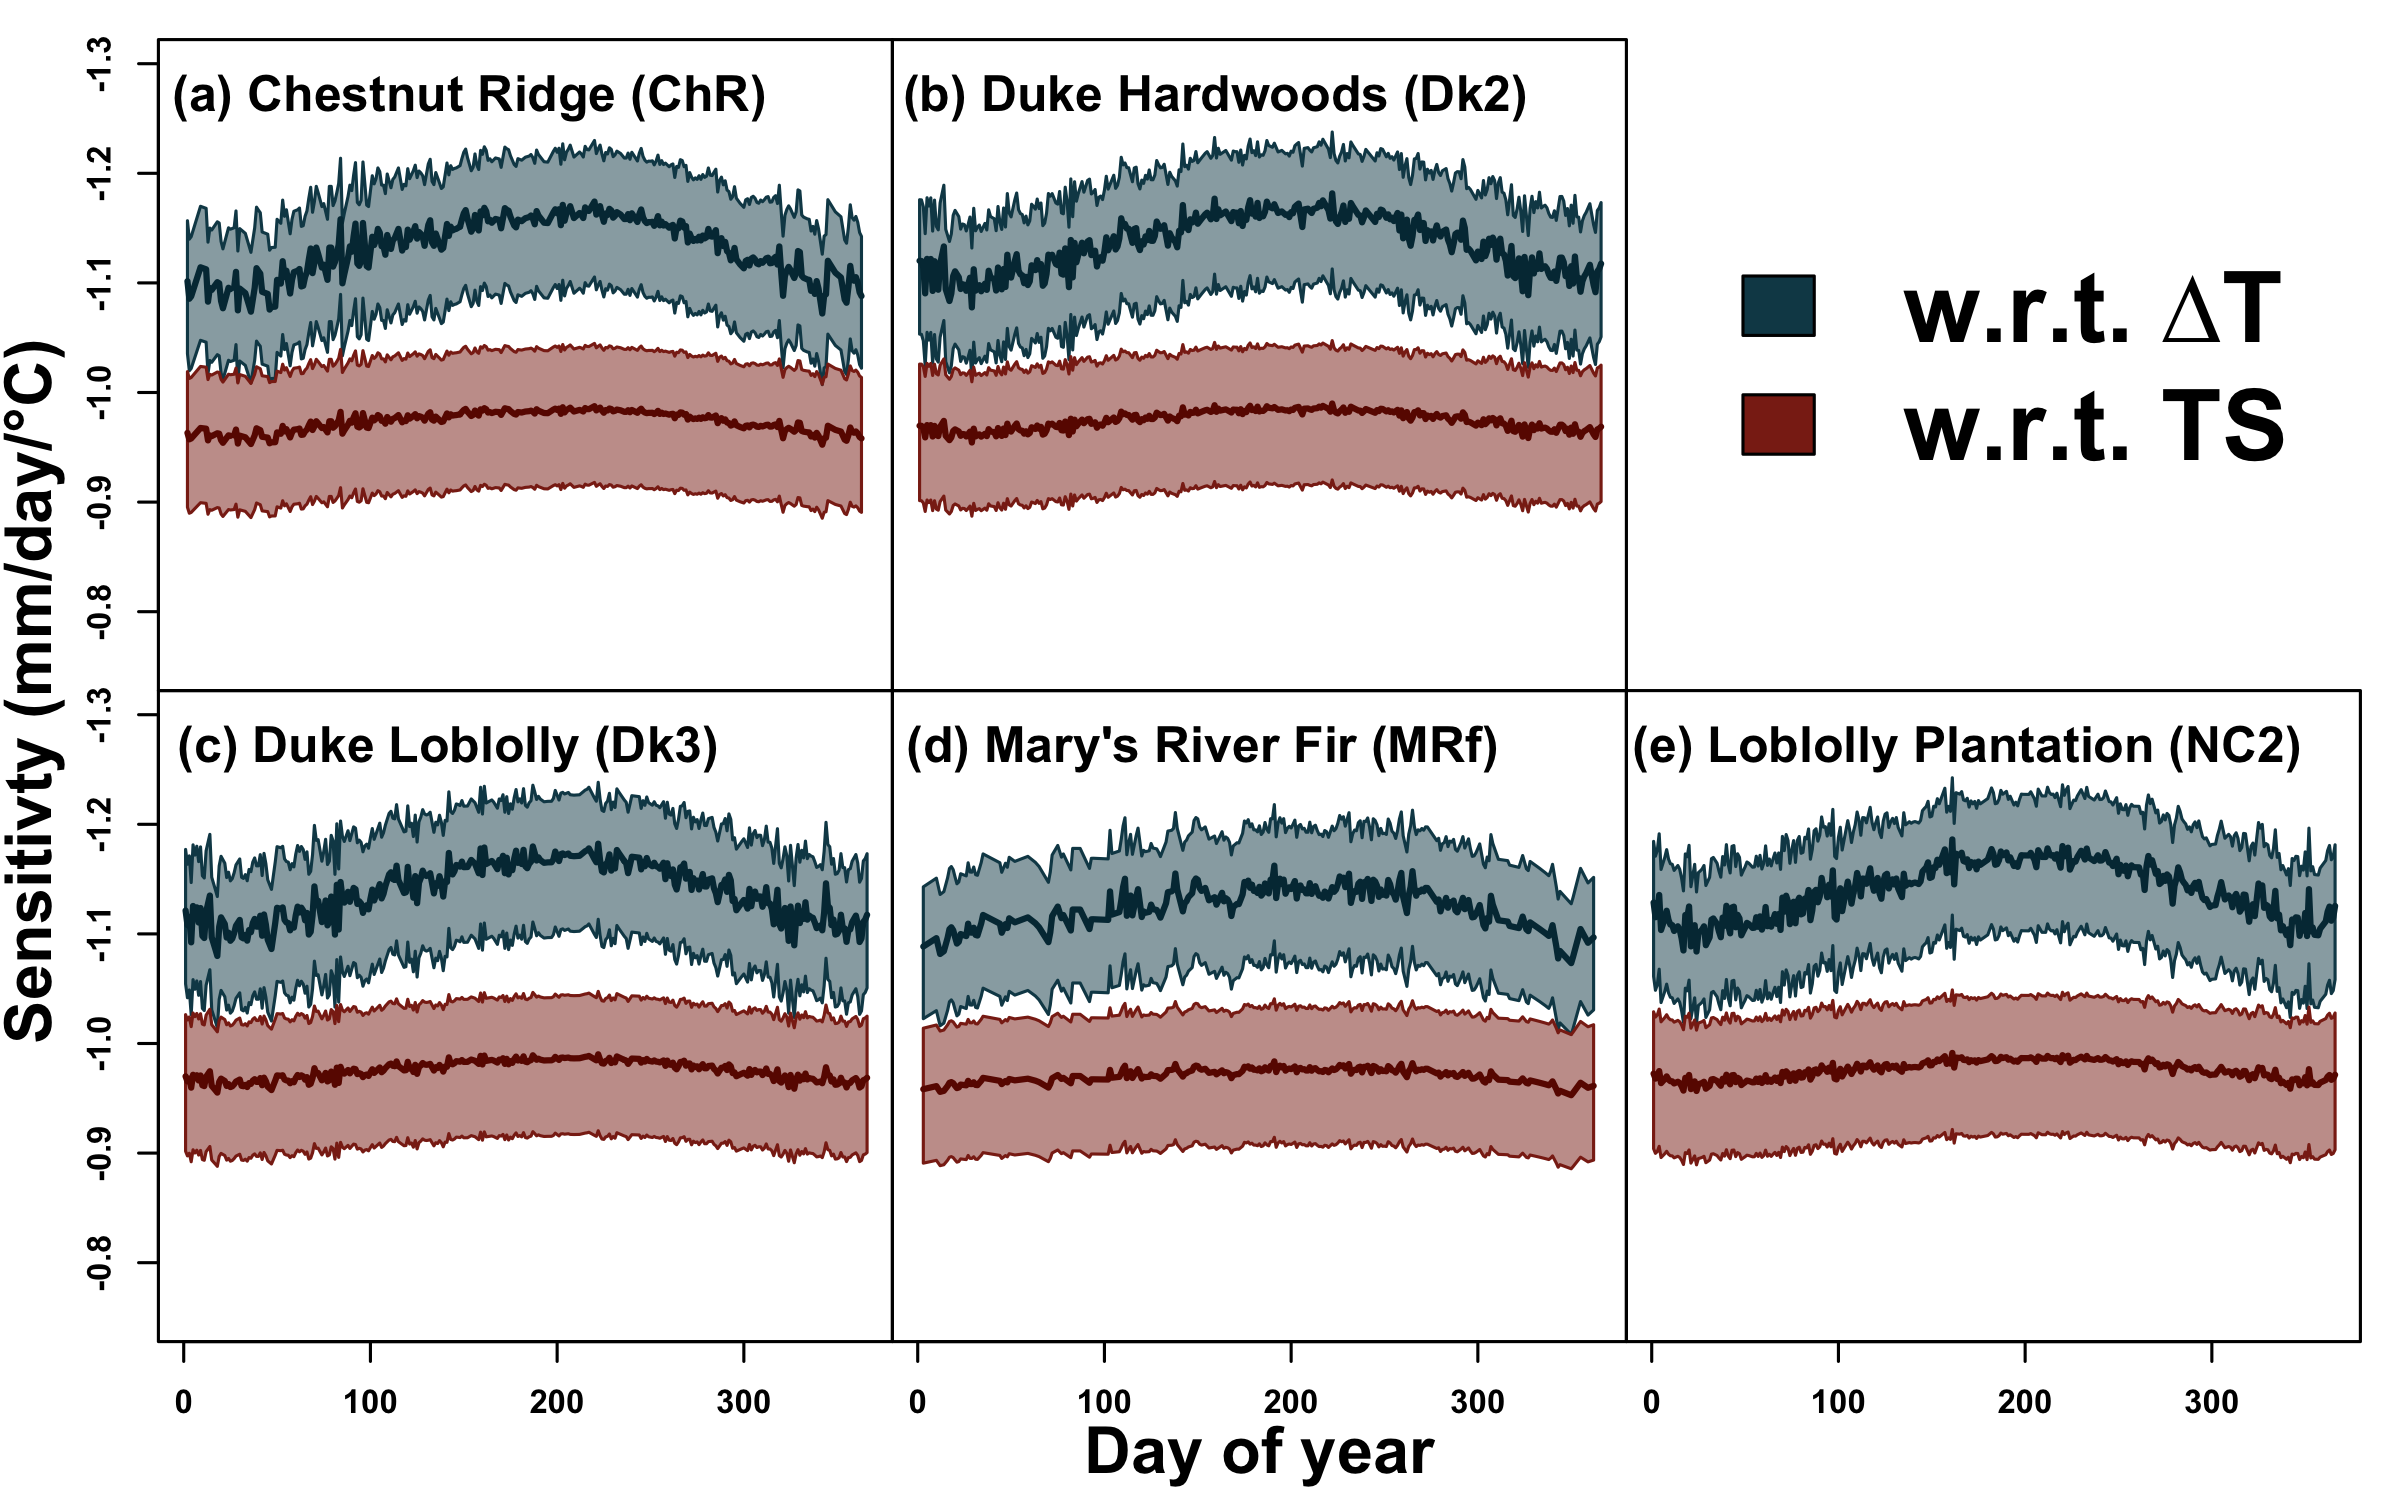 (a) Chestnut Ridge (ChR)
(b) Duke Hardwoods (Dk2)
-1.3
-1.2
-1.1
-1.0
-0.9
-0.8
w.r.t. ΔT
w.r.t. TS
Sensitivty (mm/day/°C)
(c) Duke Loblolly (Dk3)
(d) Mary's River Fir (MRf)
(e) Loblolly Plantation (NC2)
-1.3
-1.2
-1.1
-1.0
-0.9
-0.8
0 100 200 300
0 100 200 300
0 100 200 300
Day of year